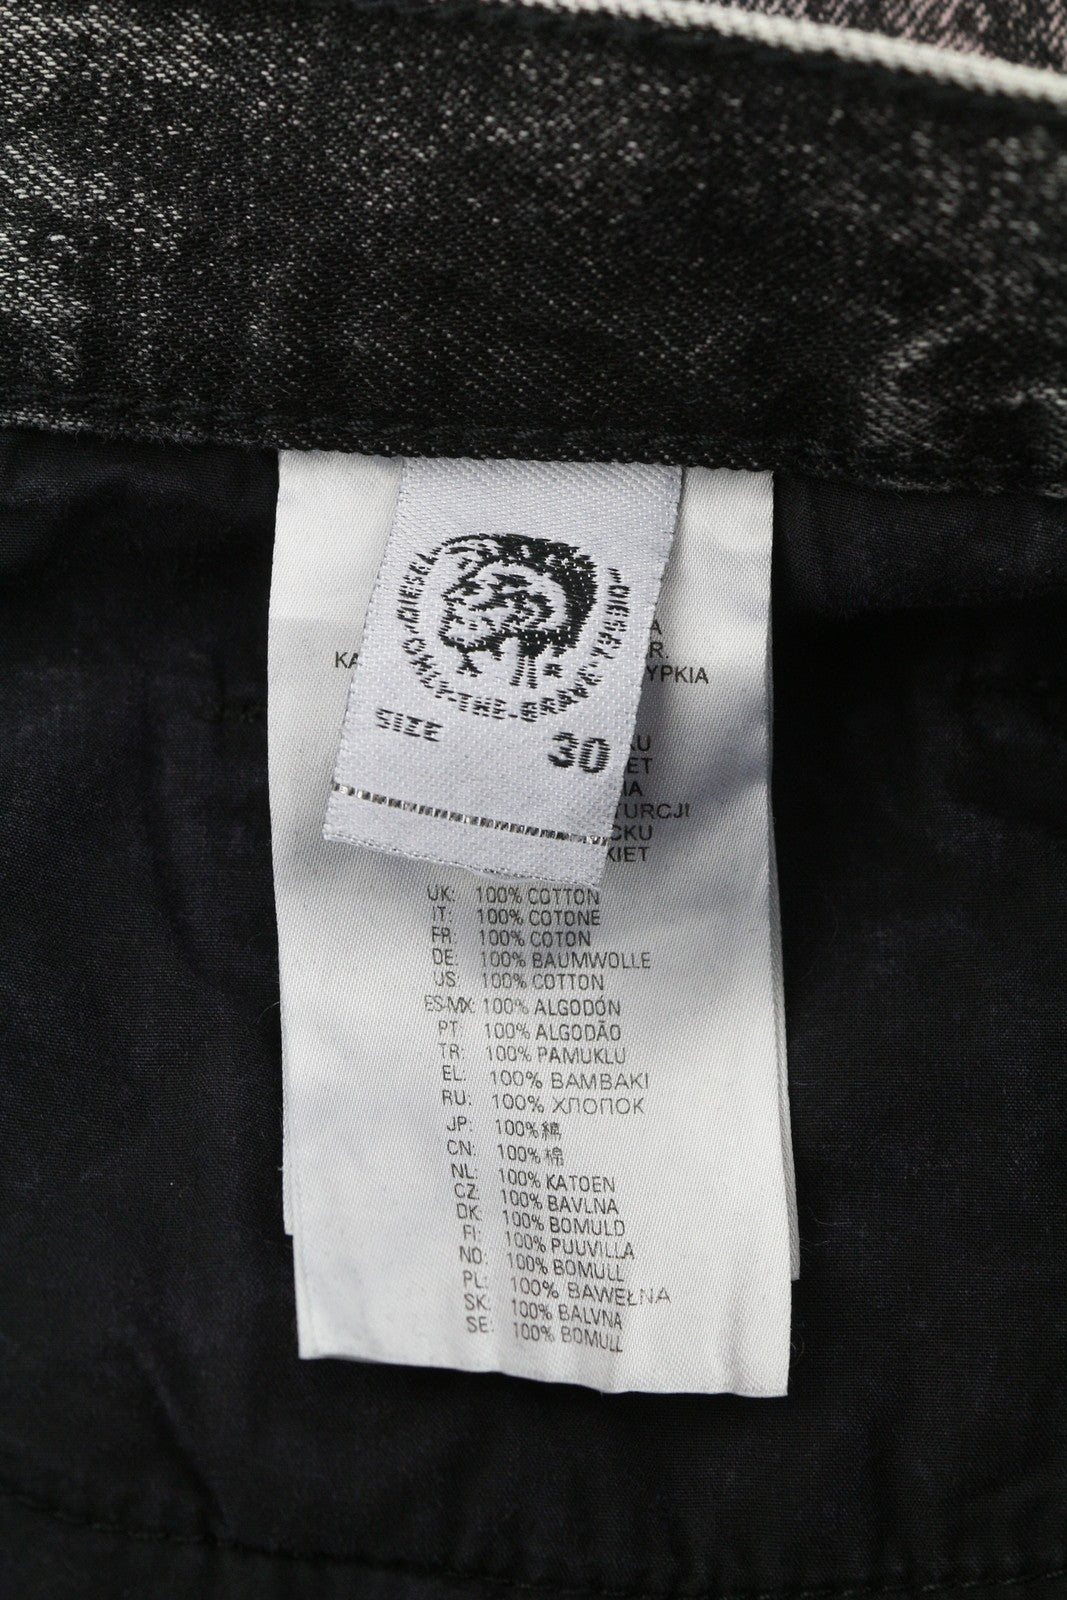 "DIESEL" ONLY-THE-BRAVE-"DIESEL"
SIZE 30
TURCJI
UK: 100% COTTON
IT: 100% COTONE
FR: 100% COTON
DE: 100% BAUMWOLLE
US: 100% COTTON
ES-MX: 100% ALGODÓN
PT: 100% ALGODÃO
TR: 100% PAMUKLU
EL: 100% BAMBAKI
RU: 100% ХЛОПОК
JP: 100% 綿
CN: 100% 棉
NL: 100% KATOEN
CZ: 100% BAVLNA
DK: 100% BOMULD
FI: 100% PUUVILLA
NO: 100% BOMULL
PL: 100% BAWEŁNA
SK: 100% BALVNA
SE: 100% BOMULL